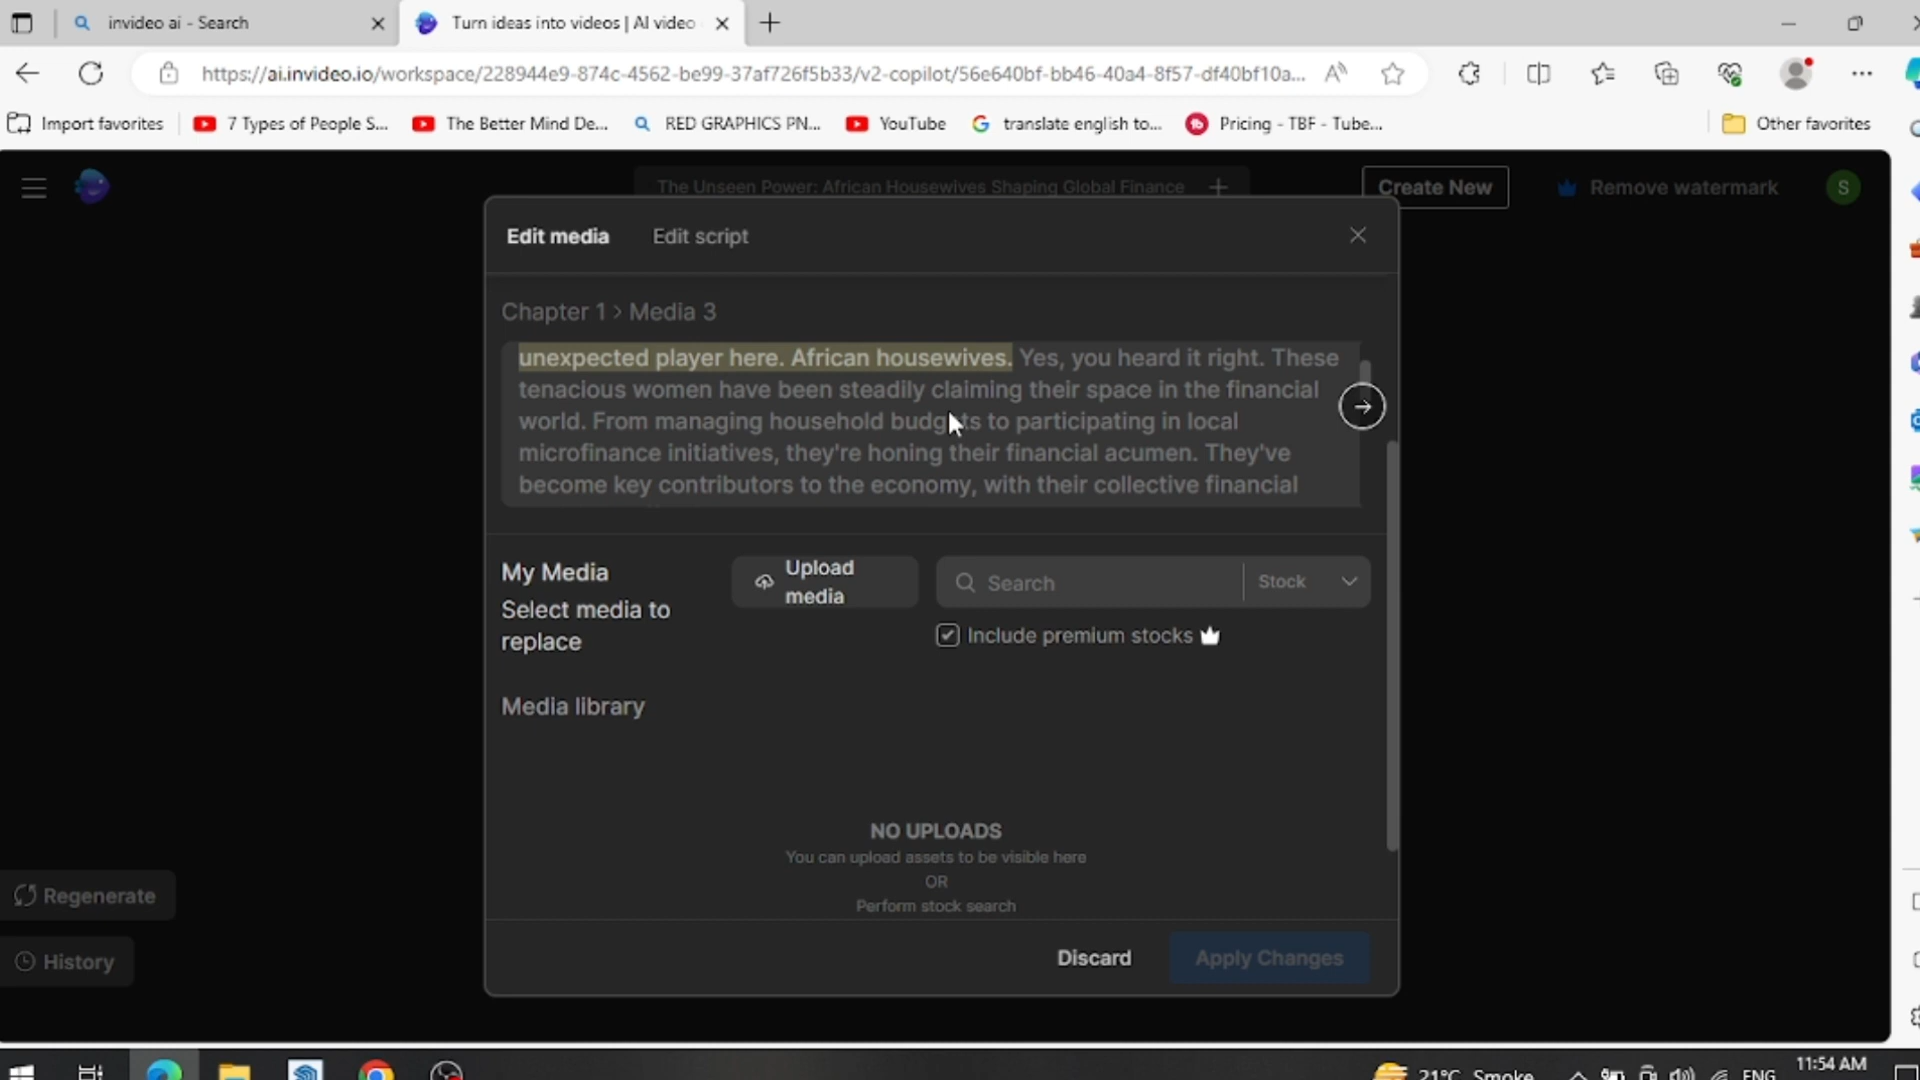 invideo ai - Search
Turn ideas into videos | AI video
https://ai.invideo.io/workspace/228944e9-874c-4562-be99-37af726f5b33/v2-copilot/56e640bf-bb46-40a4-8f57-df40bf10a...
Import favorites
7 Types of People S...
The Better Mind De...
RED GRAPHICS PN...
YouTube
translate english to...
Pricing - TBF - Tube...
Other favorites
The Unseen Power: African Housewives Shaping Global Finance
Create New
Remove watermark
S
Edit media
Edit script
Chapter 1 > Media 3
unexpected player here. African housewives. Yes, you heard it right. These
tenacious women have been steadily claiming their space in the financial
world. From managing household budgets to participating in local
microfinance initiatives, they're honing their financial acumen. They've
become key contributors to the economy, with their collective financial
My Media
Select media to
replace
Upload
media
Search
Stock
Include premium stocks
Media library
NO UPLOADS
You can upload assets to be visible here
OR
Perform stock search
Regenerate
History
Discard
Apply Changes
21°C Smoke
ENG
11:54 AM